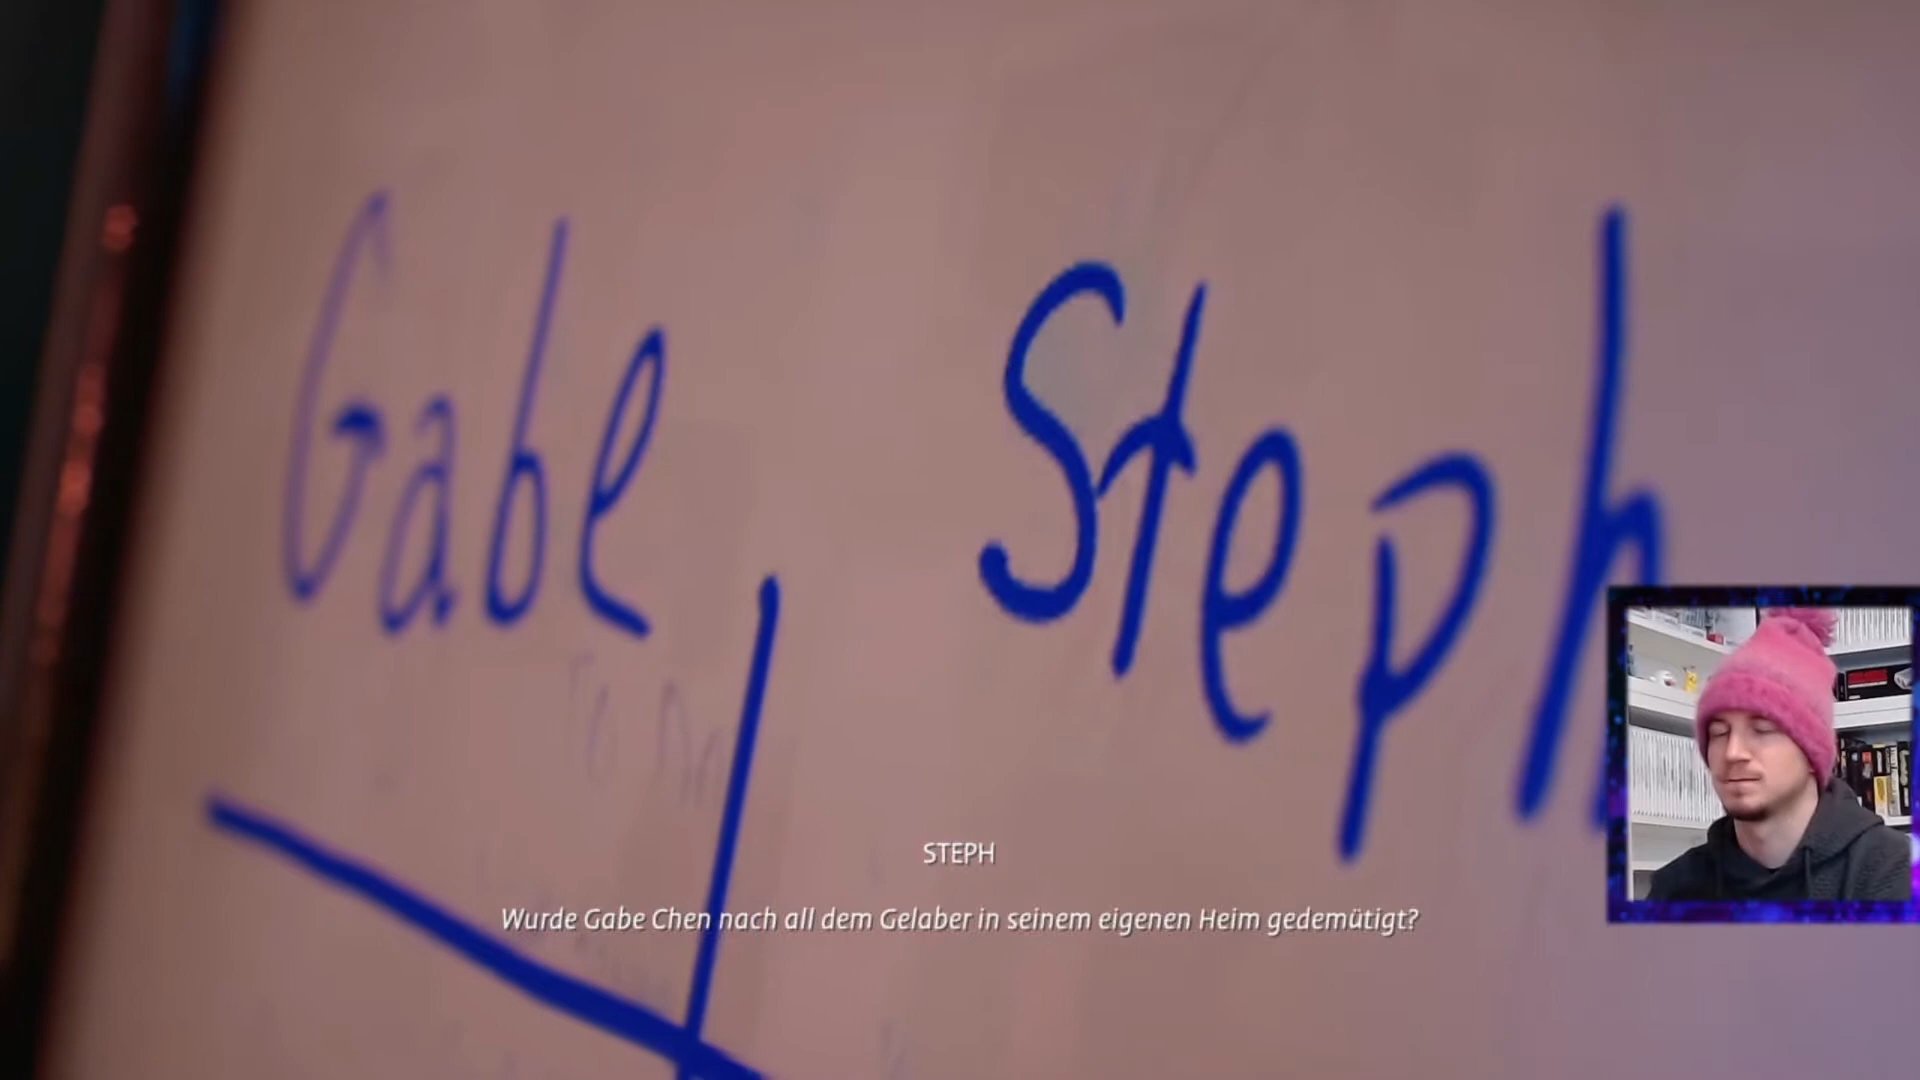 Gabe Steph
STEPH
Wurde Gabe Chen nach all dem Gelaber in seinem eigenen Heim gedemütigt?